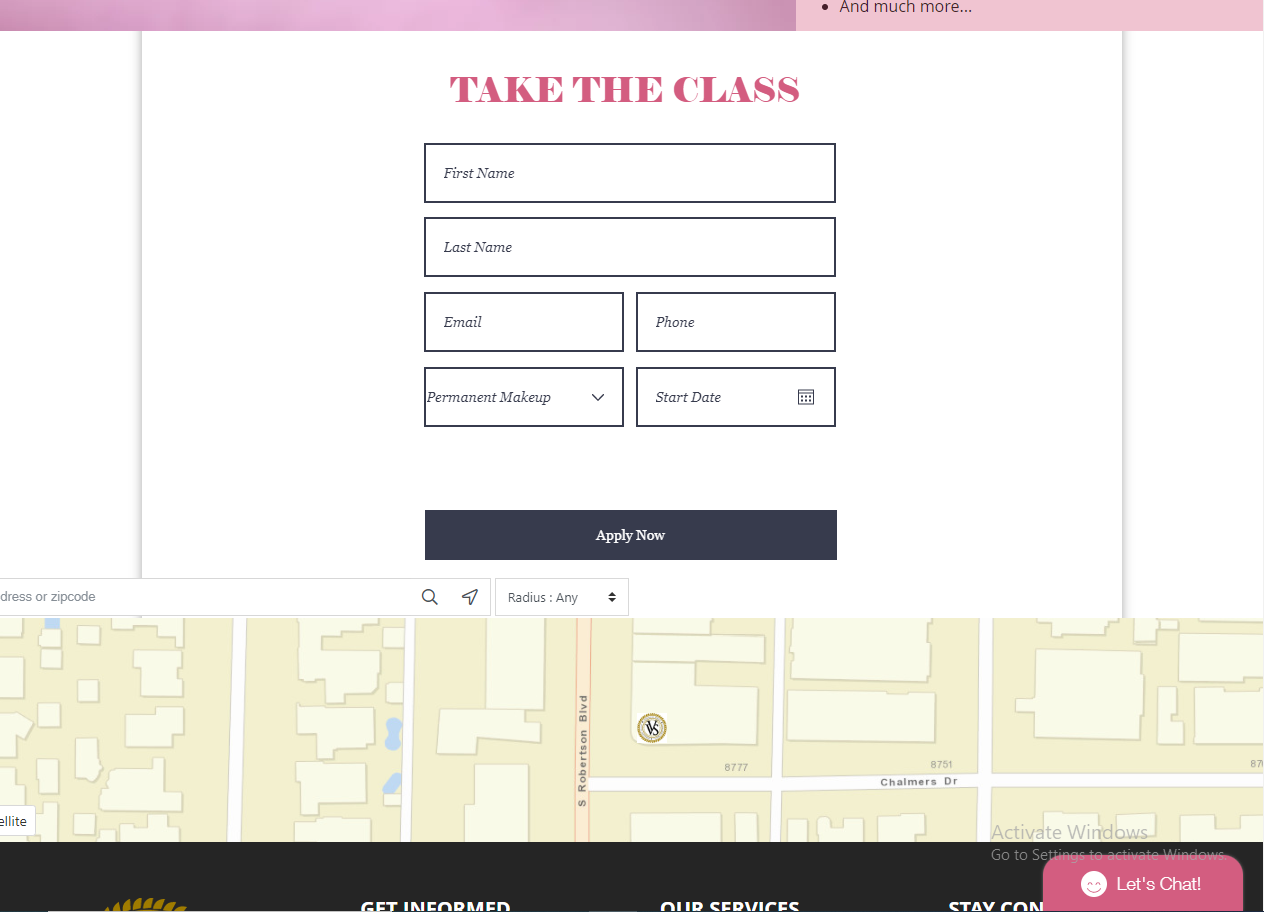 And much more...
TAKE THE CLASS
First Name
Last Name
Email
Phone
Permanent Makeup
Start Date
Apply Now
dress or zipcode
Radius : Any
S Robertson Blvd
VS
8777
8751
Chalmers Dr
87
ellite
Activate Windows
Go to Settings to activate Windows.
Let's Chat!
GET INFORMED
OUR SERVICES
STAY CON